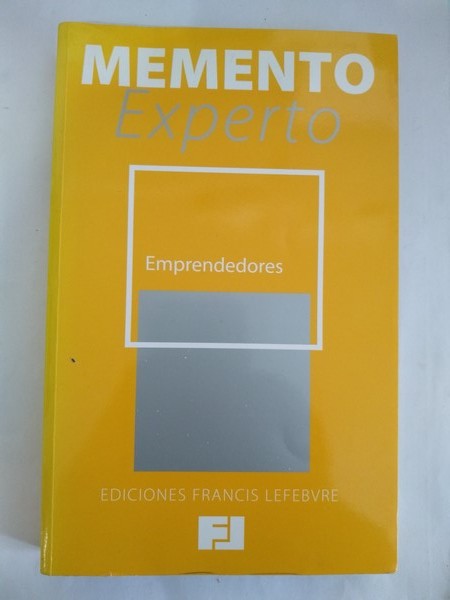 MEMENTO
Experto
Emprendedores
EDICIONES FRANCIS LEFEBVRE
FL